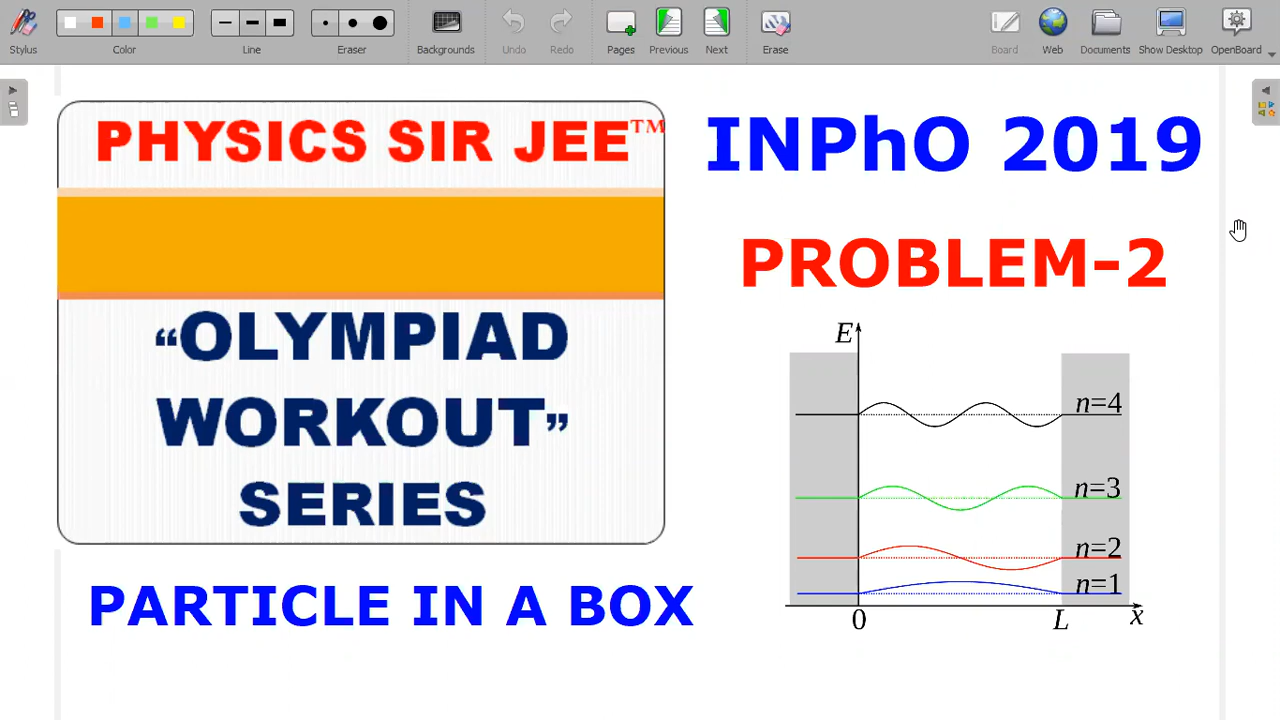 Stylus Color Line Eraser Backgrounds Undo Redo Pages Previous Next Erase Board Web Documents Show Desktop OpenBoard
PHYSICS SIR JEE™
“OLYMPIAD
WORKOUT”
SERIES
PARTICLE IN A BOX
INPhO 2019
PROBLEM-2
E
n=4
n=3
n=2
n=1
0 L x